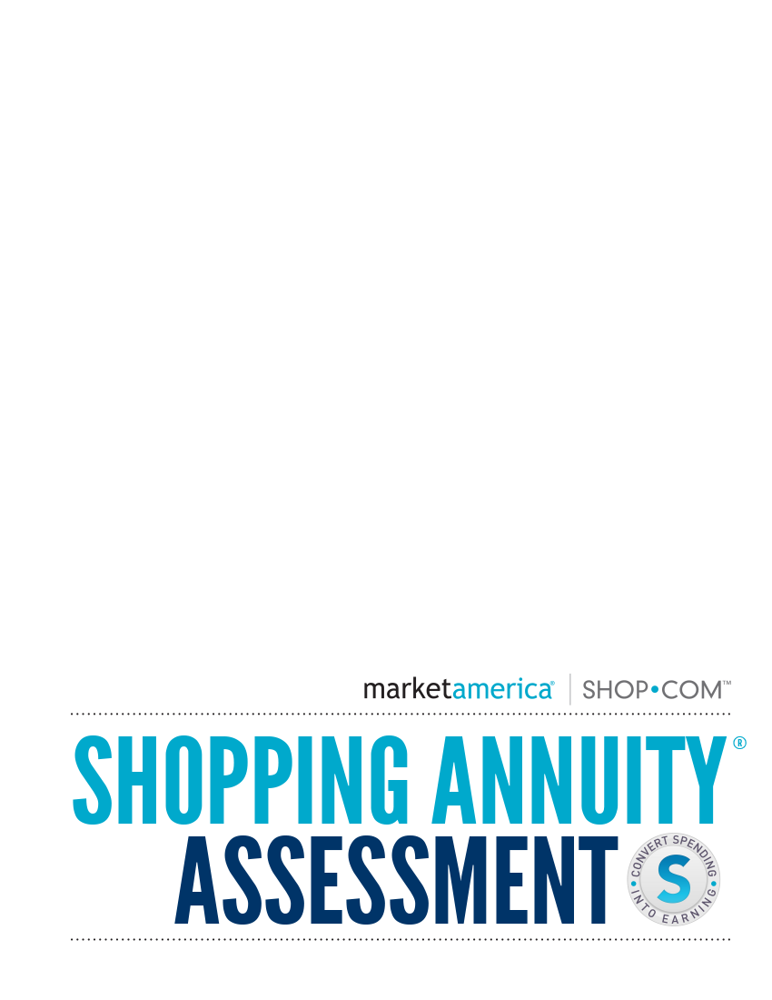 marketamerica® | SHOP•COM™
SHOPPING ANNUITY®
ASSESSMENT
CONVERT SPENDING
S
INTO EARNING